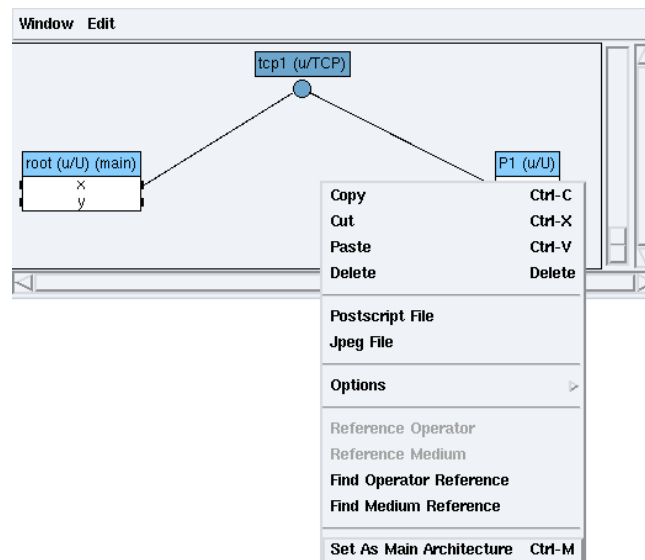 Window Edit
tcp1 (u/TCP)
root (u/U) (main)
x
y
P1 (u/U)
Copy Ctrl-C
Cut Ctrl-X
Paste Ctrl-V
Delete Delete
Postscript File
Jpeg File
Options
Reference Operator
Reference Medium
Find Operator Reference
Find Medium Reference
Set As Main Architecture Ctrl-M